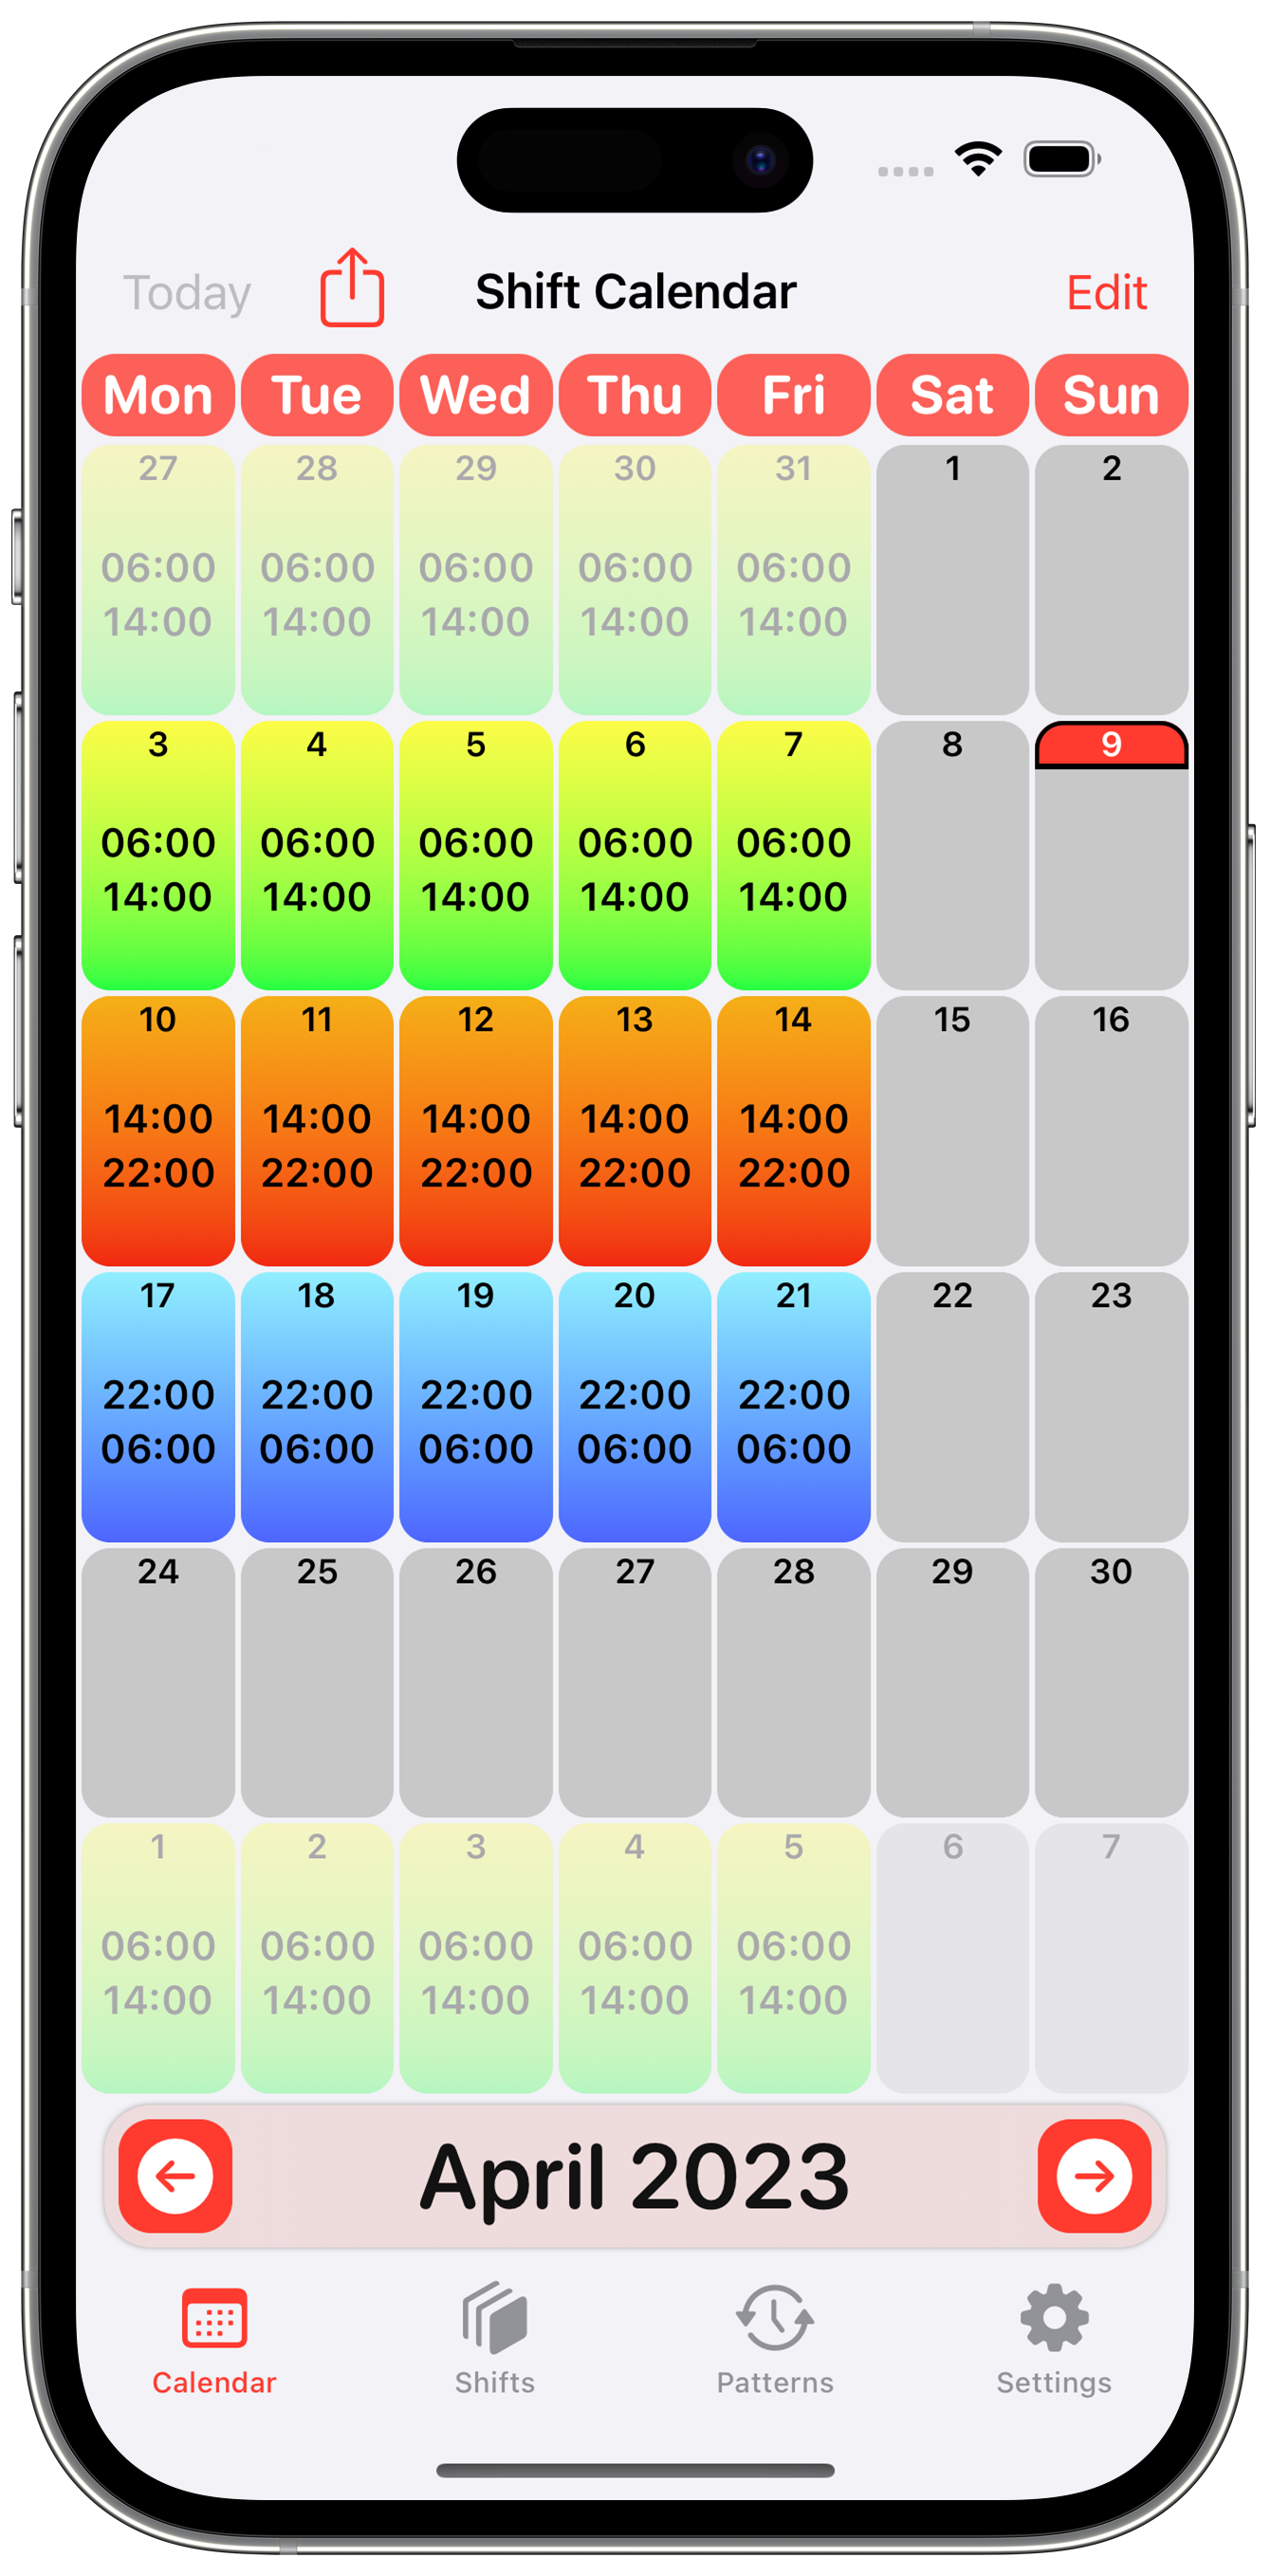 Today Shift Calendar Edit
Mon Tue Wed Thu Fri Sat Sun
27 28 29 30 31 1 2
06:00 06:00 06:00 06:00 06:00
14:00 14:00 14:00 14:00 14:00
3 4 5 6 7 8 9
06:00 06:00 06:00 06:00 06:00
14:00 14:00 14:00 14:00 14:00
10 11 12 13 14 15 16
14:00 14:00 14:00 14:00 14:00
22:00 22:00 22:00 22:00 22:00
17 18 19 20 21 22 23
22:00 22:00 22:00 22:00 22:00
06:00 06:00 06:00 06:00 06:00
24 25 26 27 28 29 30
1 2 3 4 5 6 7
06:00 06:00 06:00 06:00 06:00
14:00 14:00 14:00 14:00 14:00
April 2023
Calendar Shifts Patterns Settings